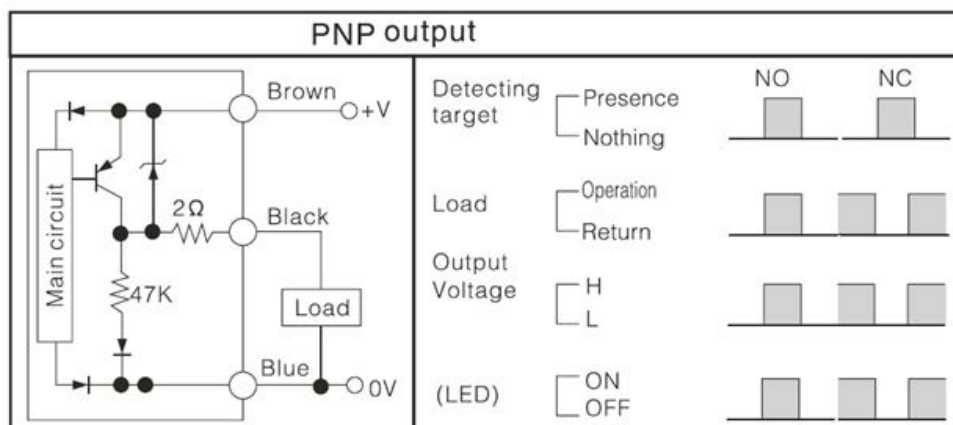 PNP output
Brown
+V
Main circuit
2Ω
Black
47K
Load
Blue
0V
NO NC
Detecting target
Presence
Nothing
Load
Operation
Return
Output Voltage
H
L
(LED)
ON
OFF